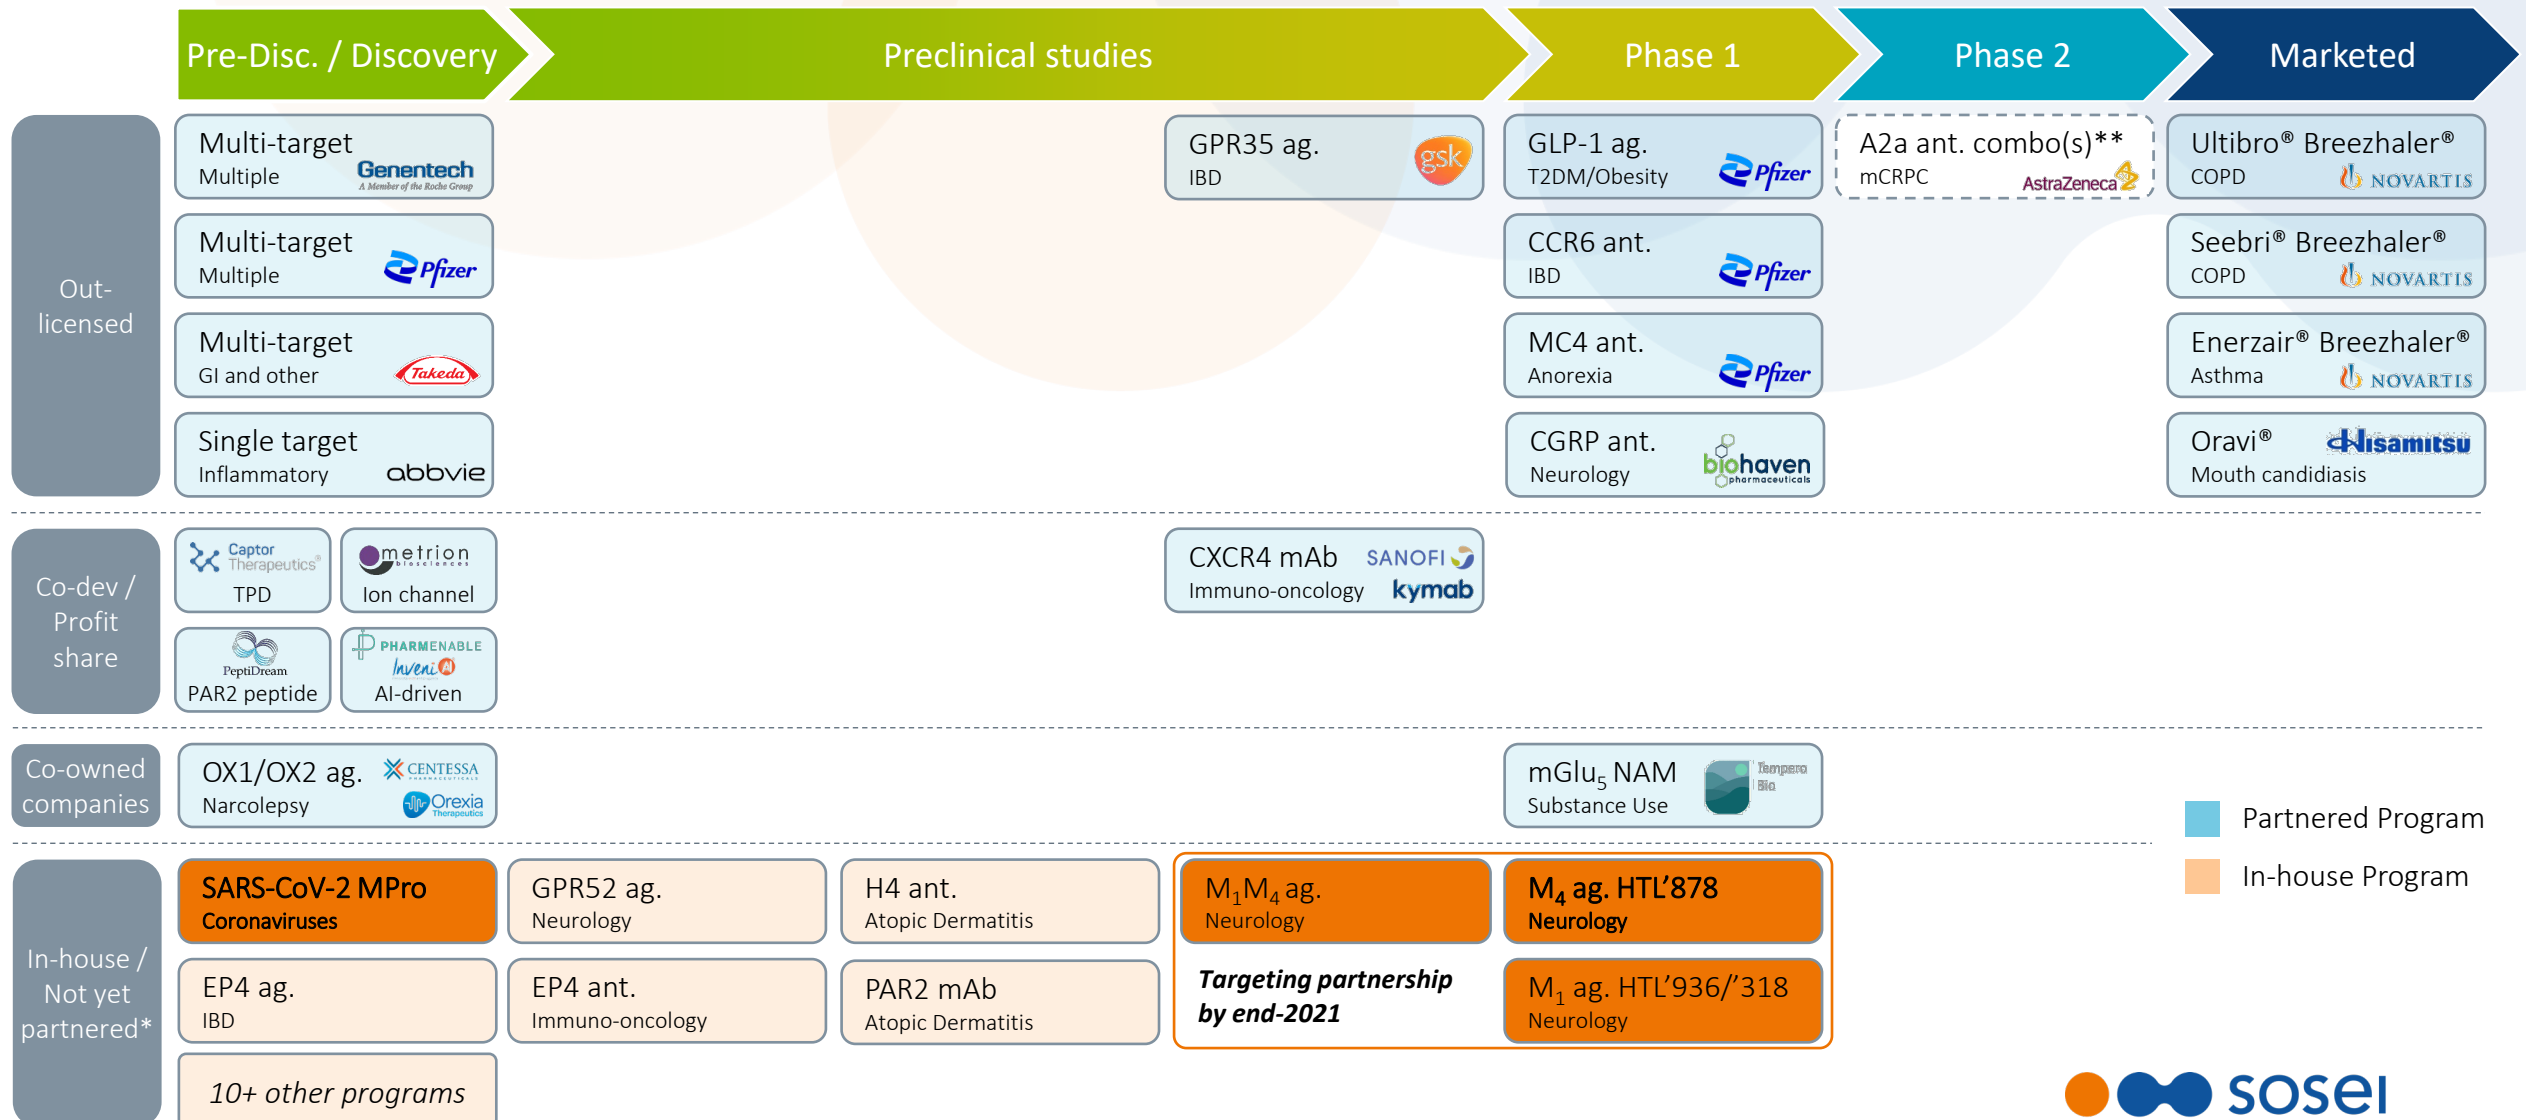 Pre-Disc. / Discovery
Preclinical studies
Phase 1
Phase 2
Marketed
Out-
licensed
Multi-target
Multiple
Genentech
A Member of the Roche Group
Multi-target
Multiple
Pfizer
Multi-target
GI and other
Takeda
Single target
Inflammatory
abbvie
GPR35 ag.
IBD
gsk
GLP-1 ag.
T2DM/Obesity
Pfizer
CCR6 ant.
IBD
Pfizer
MC4 ant.
Anorexia
Pfizer
CGRP ant.
Neurology
biohaven
pharmaceuticals
A2a ant. combo(s)**
mCRPC
AstraZeneca
Ultibro® Breezhaler®
COPD
NOVARTIS
Seebri® Breezhaler®
COPD
NOVARTIS
Enerzair® Breezhaler®
Asthma
NOVARTIS
Oravi®
Mouth candidiasis
Hisamitsu
Co-dev /
Profit
share
Captor
Therapeutics®
TPD
metrion
biosciences
Ion channel
PeptiDream
PAR2 peptide
PHARMENABLE
InveniAI
AI-driven
CXCR4 mAb
Immuno-oncology
SANOFI
kymab
Co-owned
companies
OX1/OX2 ag.
Narcolepsy
CENTESSA
PHARMACEUTICALS
Orexia
Therapeutics
mGlu5 NAM
Substance Use
Tempero
Bio
Partnered Program
In-house Program
In-house /
Not yet
partnered*
SARS-CoV-2 MPro
Coronaviruses
EP4 ag.
IBD
10+ other programs
GPR52 ag.
Neurology
EP4 ant.
Immuno-oncology
H4 ant.
Atopic Dermatitis
PAR2 mAb
Atopic Dermatitis
M1M4 ag.
Neurology
Targeting partnership
by end-2021
M4 ag. HTL’878
Neurology
M1 ag. HTL’936/’318
Neurology
sosei